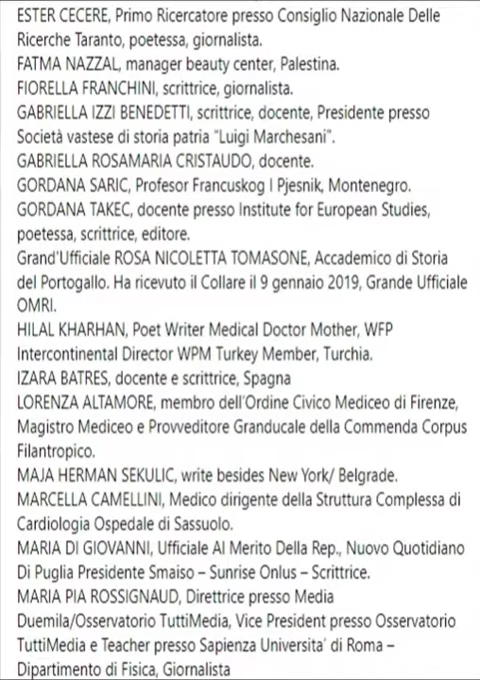 ESTER CECERE, Primo Ricercatore presso Consiglio Nazionale Delle
Ricerche Taranto, poetessa, giornalista.
FATMA NAZZAL, manager beauty center, Palestina.
FIORELLA FRANCHINI, scrittrice, giornalista.
GABRIELLA IZZI BENEDETTI, scrittrice, docente, Presidente presso
Società vastese di storia patria "Luigi Marchesani".
GABRIELLA ROSAMARIA CRISTAUDO, docente.
GORDANA SARIC, Profesor Francuskog I Pjesnik, Montenegro.
GORDANA TAKEC, docente presso Institute for European Studies,
poetessa, scrittrice, editore.
Grand'Ufficiale ROSA NICOLETTA TOMASONE, Accademico di Storia
del Portogallo. Ha ricevuto il Collare il 9 gennaio 2019, Grande Ufficiale
OMRI.
HILAL KHARHAN, Poet Writer Medical Doctor Mother, WFP
Intercontinental Director WPM Turkey Member, Turchia.
IZARA BATRES, docente e scrittrice, Spagna
LORENZA ALTAMORE, membro dell'Ordine Civico Mediceo di Firenze,
Magistro Mediceo e Provveditore Granducale della Commenda Corpus
Filantropico.
MAJA HERMAN SEKULIC, write besides New York/ Belgrade.
MARCELLA CAMELLINI, Medico dirigente della Struttura Complessa di
Cardiologia Ospedale di Sassuolo.
MARIA DI GIOVANNI, Ufficiale Al Merito Della Rep., Nuovo Quotidiano
Di Puglia Presidente Smaiso – Sunrise Onlus – Scrittrice.
MARIA PIA ROSSIGNAUD, Direttrice presso Media
Duemila/Osservatorio TuttiMedia, Vice President presso Osservatorio
TuttiMedia e Teacher presso Sapienza Universita' di Roma –
Dipartimento di Fisica, Giornalista